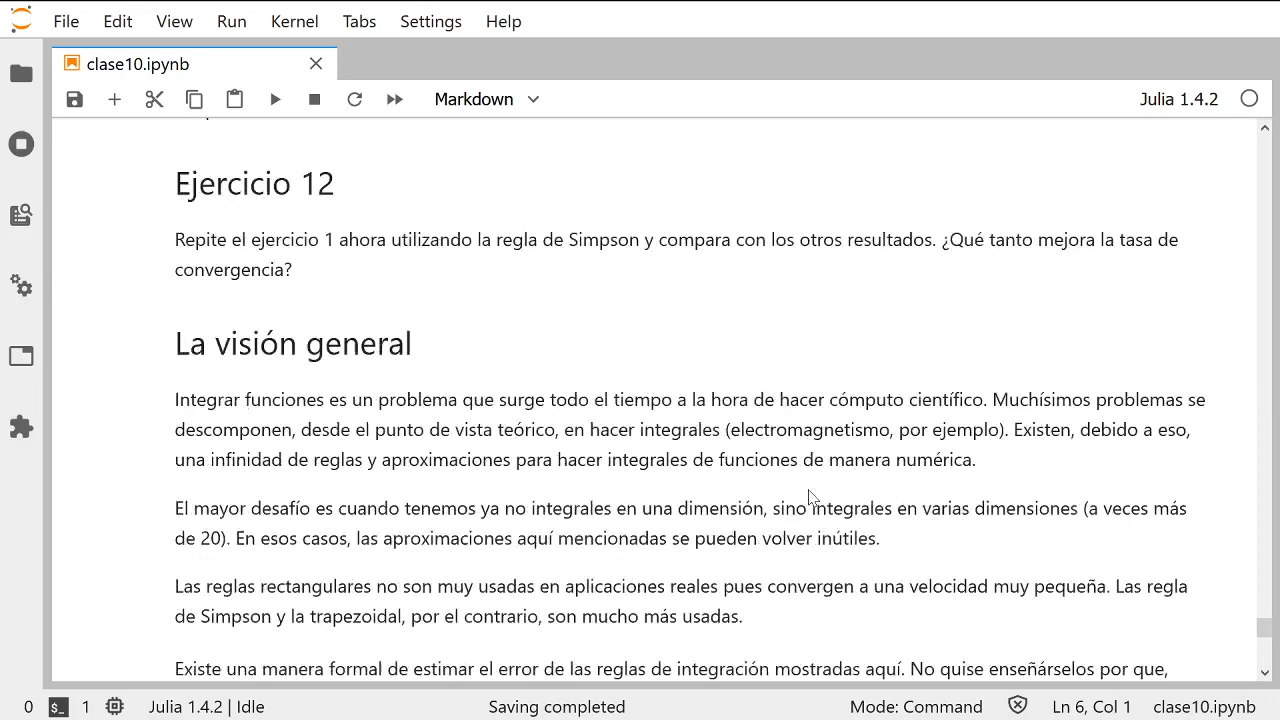 File Edit View Run Kernel Tabs Settings Help
clase10.ipynb
Markdown
Julia 1.4.2
Ejercicio 12
Repite el ejercicio 1 ahora utilizando la regla de Simpson y compara con los otros resultados. ¿Qué tanto mejora la tasa de
convergencia?
La visión general
Integrar funciones es un problema que surge todo el tiempo a la hora de hacer cómputo científico. Muchísimos problemas se
descomponen, desde el punto de vista teórico, en hacer integrales (electromagnetismo, por ejemplo). Existen, debido a eso,
una infinidad de reglas y aproximaciones para hacer integrales de funciones de manera numérica.
El mayor desafío es cuando tenemos ya no integrales en una dimensión, sino integrales en varias dimensiones (a veces más
de 20). En esos casos, las aproximaciones aquí mencionadas se pueden volver inútiles.
Las reglas rectangulares no son muy usadas en aplicaciones reales pues convergen a una velocidad muy pequeña. Las regla
de Simpson y la trapezoidal, por el contrario, son mucho más usadas.
Existe una manera formal de estimar el error de las reglas de integración mostradas aquí. No quise enseñárselos por que,
0 $_ 1 Julia 1.4.2 | Idle Saving completed Mode: Command Ln 6, Col 1 clase10.ipynb